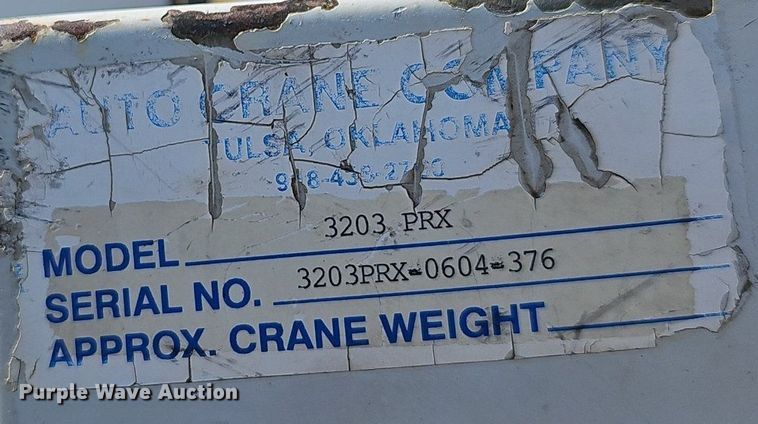 AUTO CRANE COMPANY
TULSA, OKLAHOMA
3203 PRX
MODEL
3203PRX-0604-376
SERIAL NO.
APPROX. CRANE WEIGHT
Purple Wave Auction